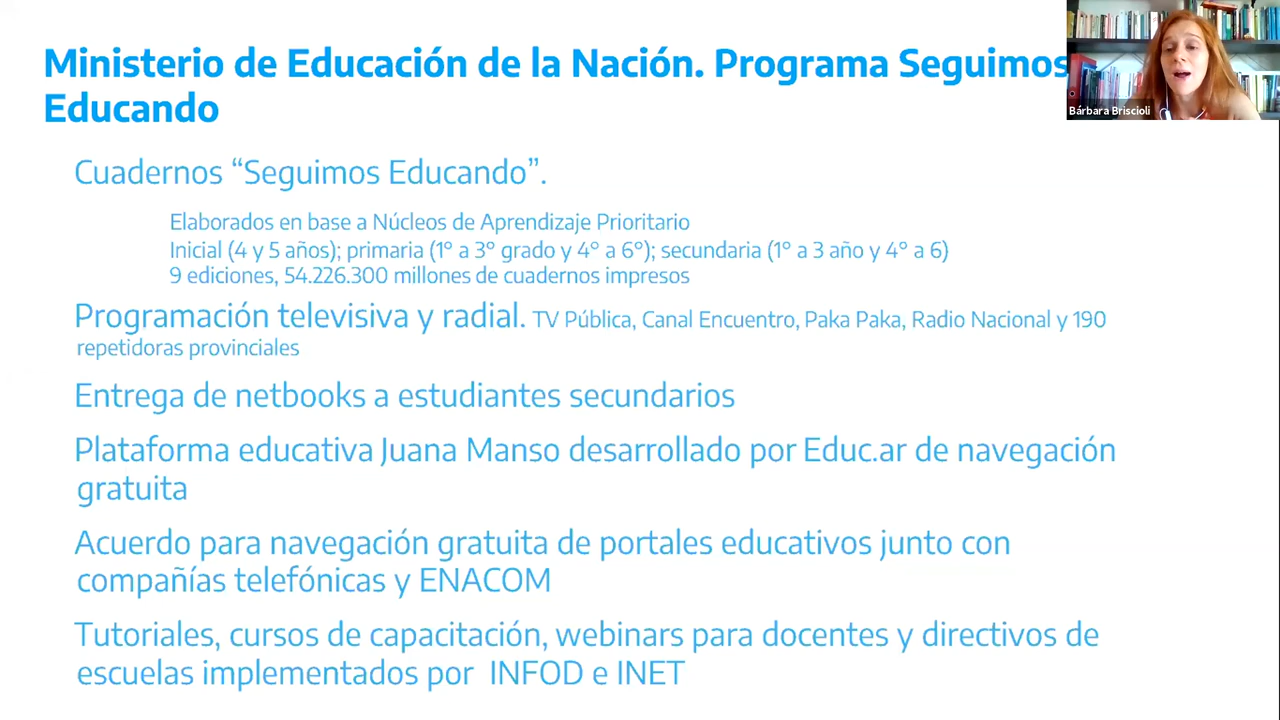 Ministerio de Educación de la Nación. Programa Seguimos
Educando
Bárbara Briscioli
Cuadernos “Seguimos Educando”.
Elaborados en base a Núcleos de Aprendizaje Prioritario
Inicial (4 y 5 años); primaria (1° a 3° grado y 4° a 6°); secundaria (1° a 3 año y 4° a 6)
9 ediciones, 54.226.300 millones de cuadernos impresos
Programación televisiva y radial. TV Pública, Canal Encuentro, Paka Paka, Radio Nacional y 190
repetidoras provinciales
Entrega de netbooks a estudiantes secundarios
Plataforma educativa Juana Manso desarrollado por Educ.ar de navegación
gratuita
Acuerdo para navegación gratuita de portales educativos junto con
compañías telefónicas y ENACOM
Tutoriales, cursos de capacitación, webinars para docentes y directivos de
escuelas implementados por INFOD e INET